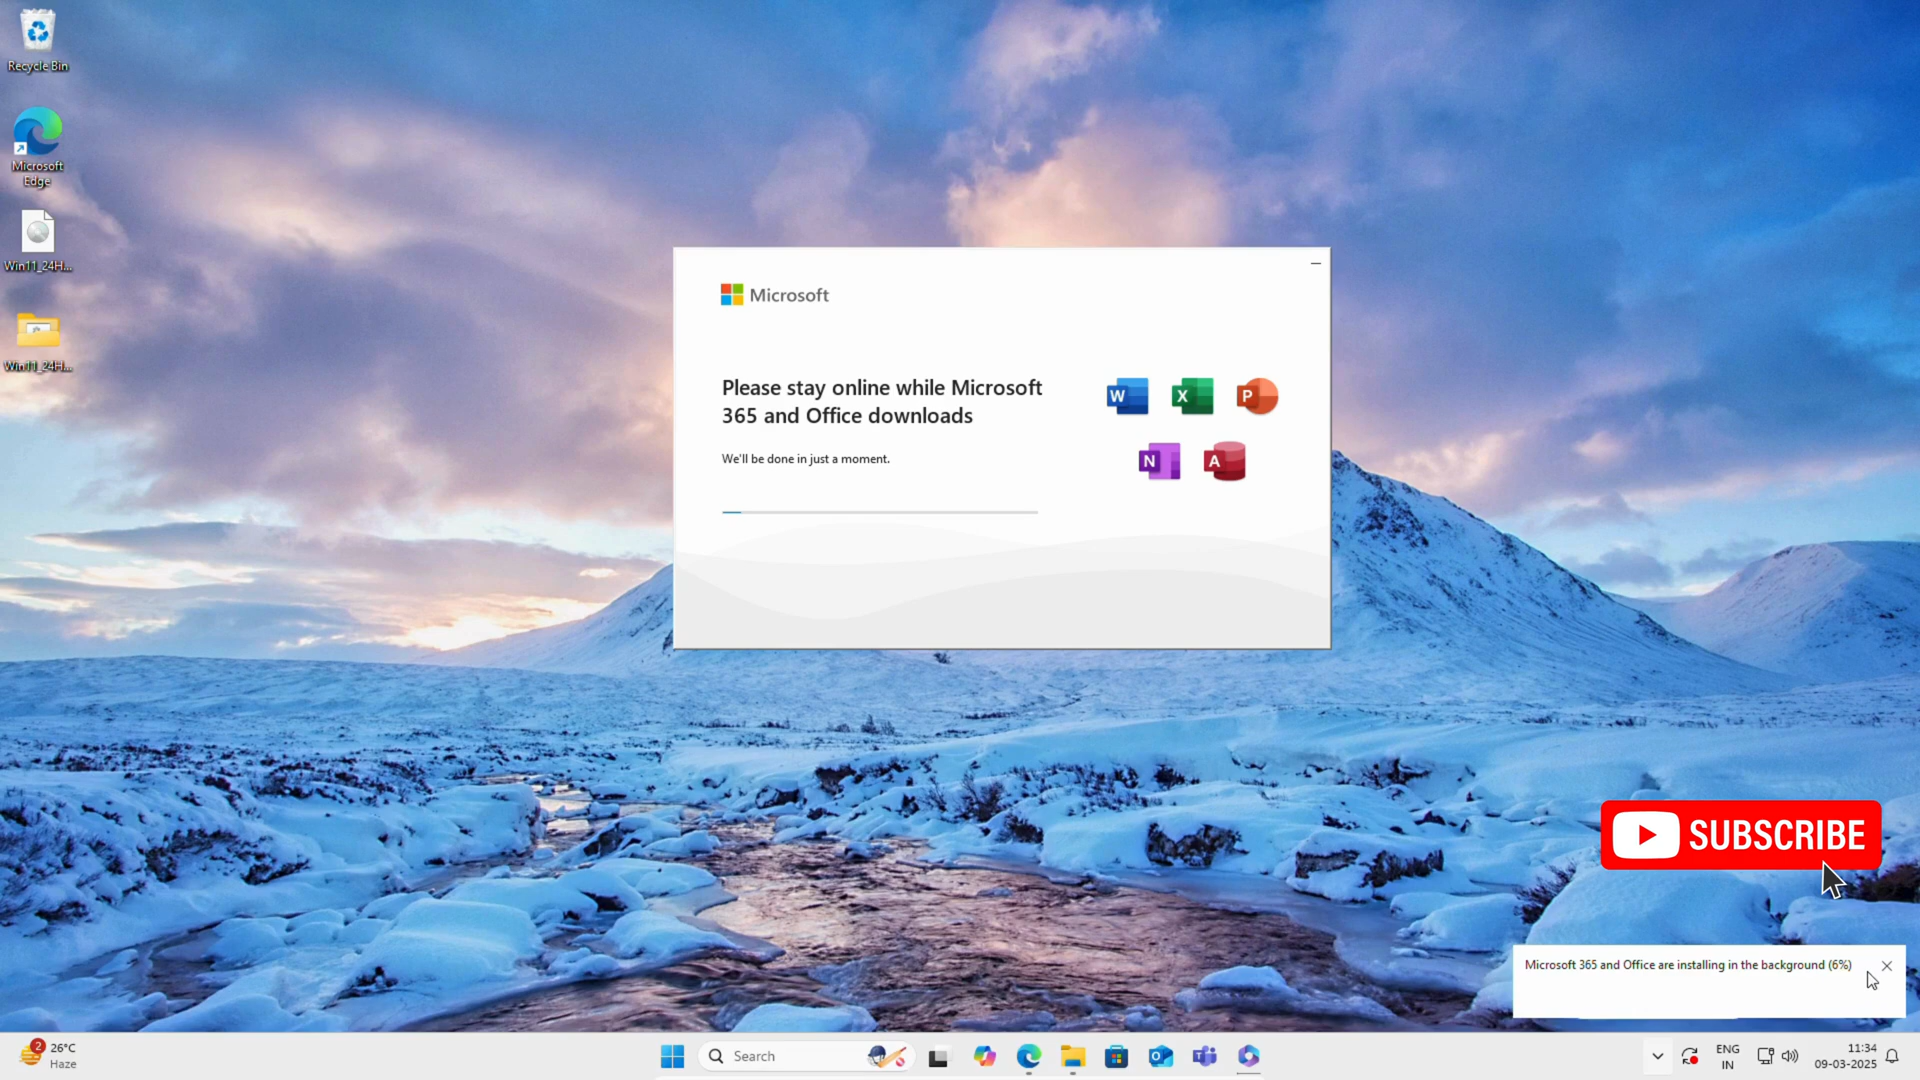 Recycle Bin
Microsoft
Edge
Win11_24H...
Win11_24H...
Microsoft
Please stay online while Microsoft
365 and Office downloads
We'll be done in just a moment.
W
X
P
N
A
SUBSCRIBE
Microsoft 365 and Office are installing in the background (6%)
2
26°C
Haze
Search
ENG
IN
11:34
09-03-2025